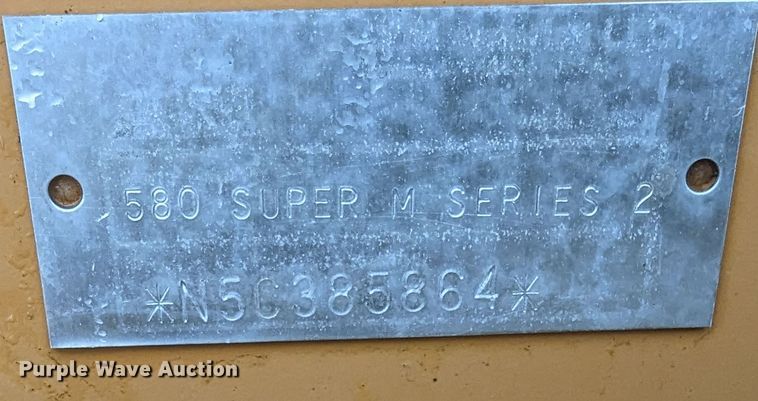 580 SUPER M SERIES 2
*N5C385864*
Purple Wave Auction